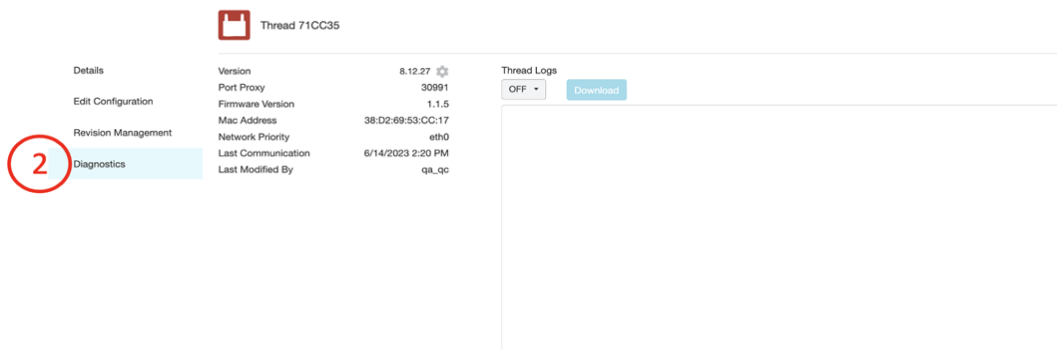 Thread 71CC35
Details
Edit Configuration
Revision Management
2
Diagnostics
Version 8.12.27
Port Proxy 30991
Firmware Version 1.1.5
Mac Address 38:D2:69:53:CC:17
Network Priority eth0
Last Communication 6/14/2023 2:20 PM
Last Modified By qa_qc
Thread Logs
OFF Download